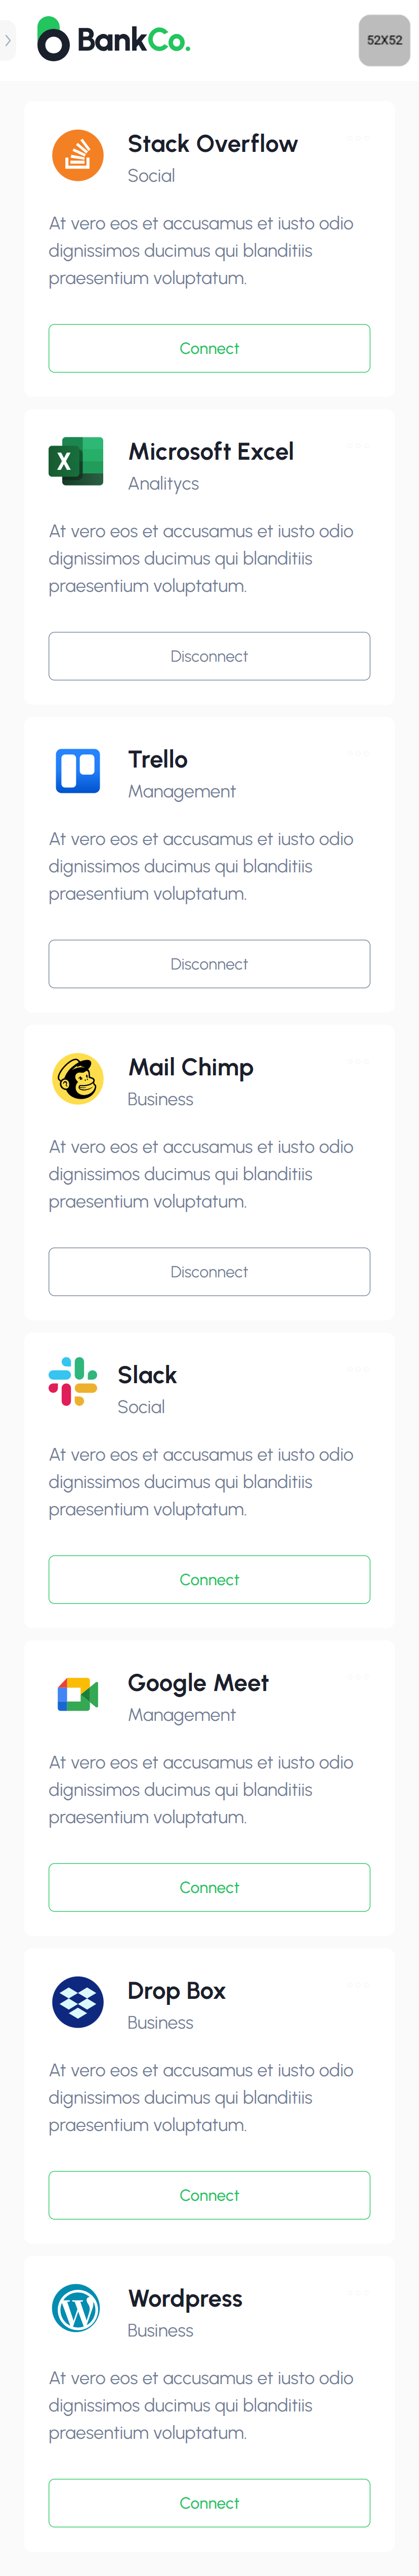 BankCo.
52X52
Stack Overflow
Social
At vero eos et accusamus et iusto odio
dignissimos ducimus qui blanditiis
praesentium voluptatum.
Connect
X
Microsoft Excel
Analitycs
At vero eos et accusamus et iusto odio
dignissimos ducimus qui blanditiis
praesentium voluptatum.
Disconnect
Trello
Management
At vero eos et accusamus et iusto odio
dignissimos ducimus qui blanditiis
praesentium voluptatum.
Disconnect
Mail Chimp
Business
At vero eos et accusamus et iusto odio
dignissimos ducimus qui blanditiis
praesentium voluptatum.
Disconnect
Slack
Social
At vero eos et accusamus et iusto odio
dignissimos ducimus qui blanditiis
praesentium voluptatum.
Connect
Google Meet
Management
At vero eos et accusamus et iusto odio
dignissimos ducimus qui blanditiis
praesentium voluptatum.
Connect
Drop Box
Business
At vero eos et accusamus et iusto odio
dignissimos ducimus qui blanditiis
praesentium voluptatum.
Connect
W
Wordpress
Business
At vero eos et accusamus et iusto odio
dignissimos ducimus qui blanditiis
praesentium voluptatum.
Connect